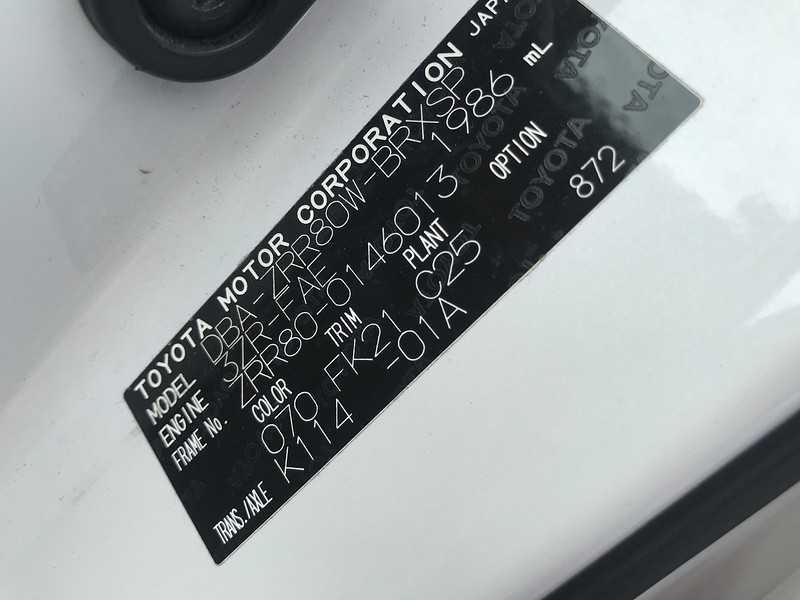 TOYOTA MOTOR CORPORATION JAPAN
MODEL DBA-ZRR80W-BRXSP
ENGINE 3ZR-FAE 1986 mL
FRAME No. ZRR80-0146013
COLOR TRIM PLANT OPTION
070 FK21 C25 872
TRANS./AXLE K114 -01A